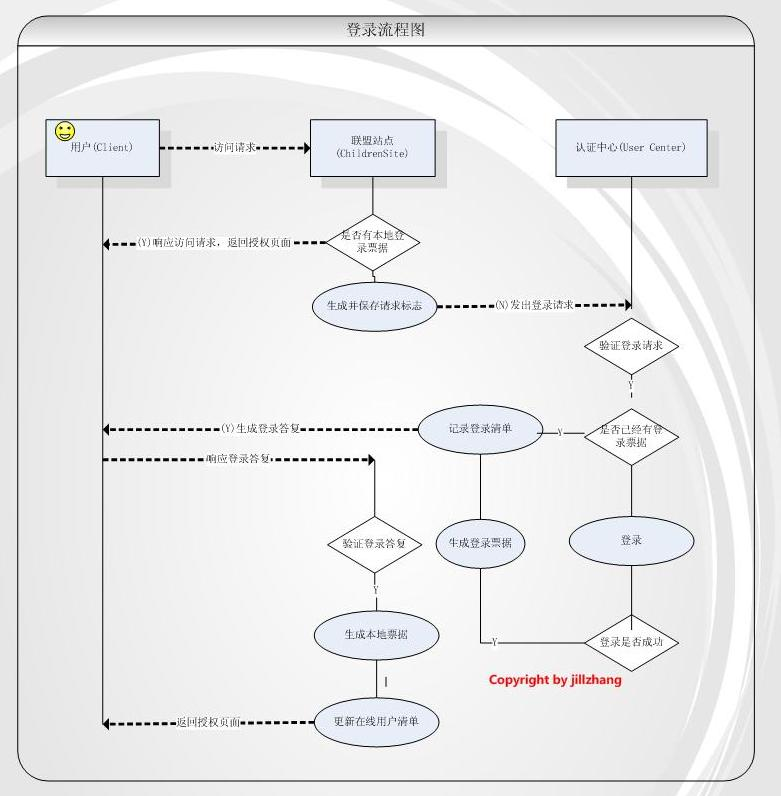 登录流程图
用户(Client)
访问请求
联盟站点
(ChildrenSite)
认证中心(User Center)
(Y)响应访问请求，返回授权页面
是否有本地登
录票据
生成并保存请求标志
(N)发出登录请求
验证登录请求
Y
(Y)生成登录答复
记录登录清单
Y
是否已经有登
录票据
响应登录答复
验证登录答复
生成登录票据
登录
Y
生成本地票据
Y
登录是否成功
Copyright by jillzhang
返回授权页面
更新在线用户清单